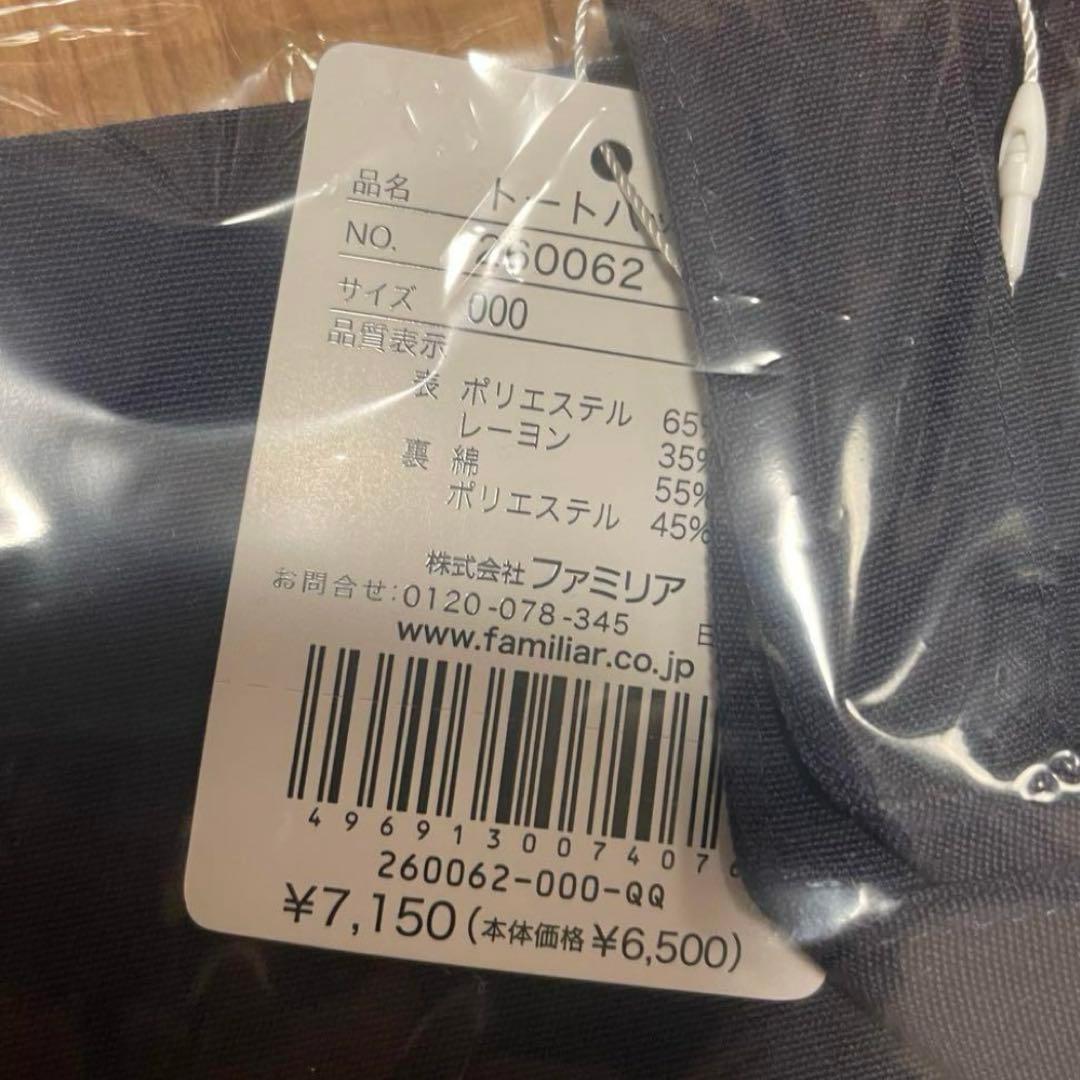 品名 トートバッ
NO. 260062
サイズ 000
品質表示
表 ポリエステル 65%
レーヨン 35%
裏 綿 55%
ポリエステル 45%
株式会社ファミリア
お問合せ:0120-078-345
www.familiar.co.jp
496913007407
260062-000-QQ
¥7,150(本体価格¥6,500)